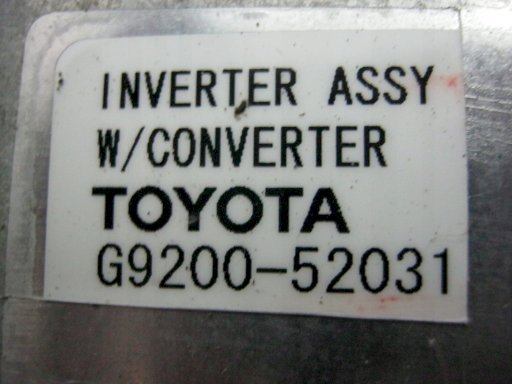 INVERTER ASSY
W/CONVERTER
TOYOTA
G9200-52031